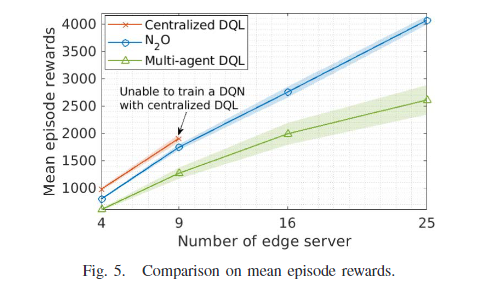 Mean episode rewards
4000
3500
3000
2500
2000
1500
1000
Centralized DQL
N₂O
Multi-agent DQL
Unable to train a DQN
with centralized DQL
4 9 16 25
Number of edge server
Fig. 5. Comparison on mean episode rewards.